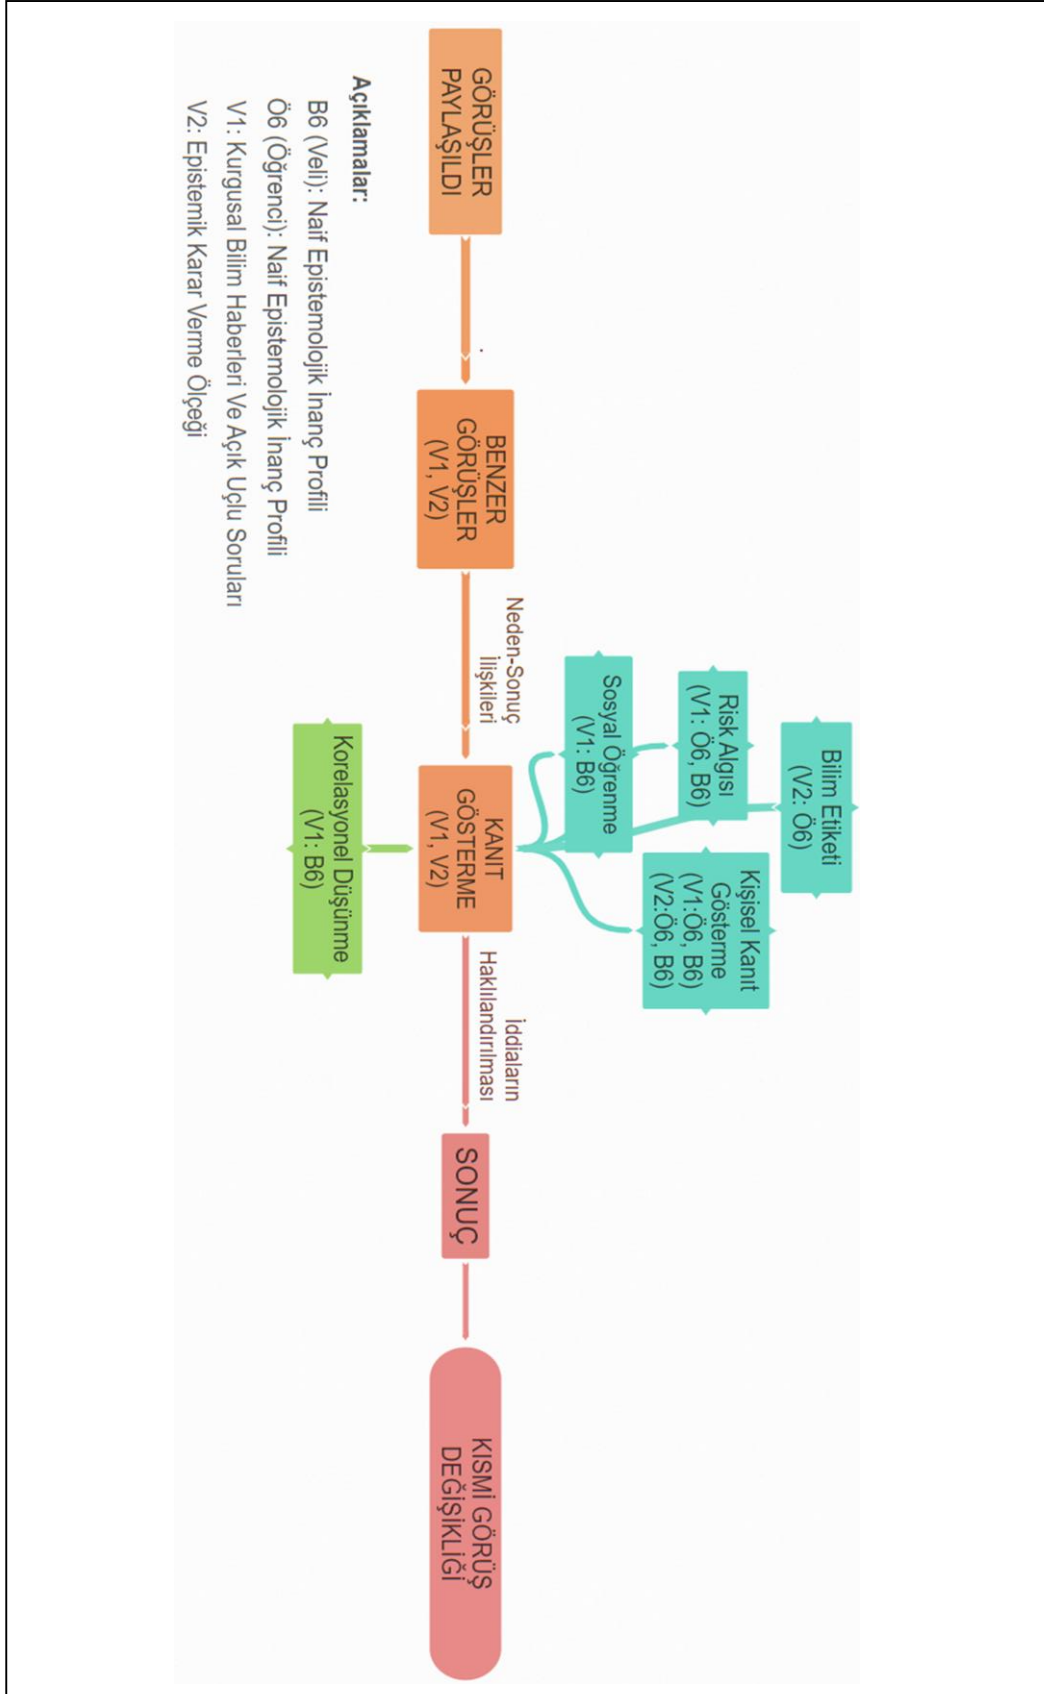 GÖRÜŞLER
PAYLAŞILDI
BENZER
GÖRÜŞLER
(V1, V2)
Neden-Sonuç
İlişkileri
KANIT
GÖSTERME
(V1, V2)
Bilim Etiketi
(V2: Ö6)
Risk Algısı
(V1: Ö6, B6)
Sosyal Öğrenme
(V1: B6)
Kişisel Kanıt
Gösterme
(V1:Ö6, B6)
(V2:Ö6, B6)
Korelasyonel Düşünme
(V1: B6)
İddiaların
Haklılandırılması
SONUÇ
KISMİ GÖRÜŞ
DEĞİŞİKLİĞİ
Açıklamalar:
B6 (Veli): Naif Epistemolojik İnanç Profili
Ö6 (Öğrenci): Naif Epistemolojik İnanç Profili
V1: Kurgusal Bilim Haberleri Ve Açık Uçlu Soruları
V2: Epistemik Karar Verme Ölçeği